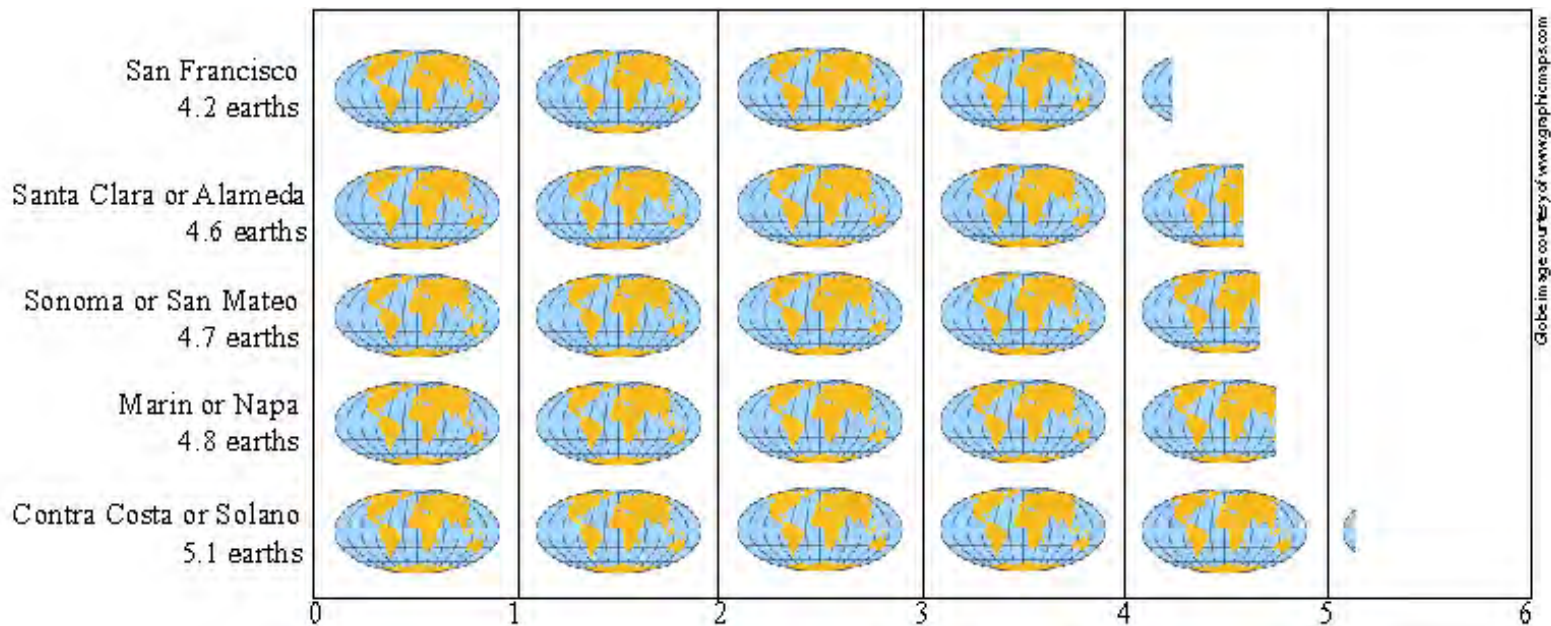 San Francisco
4.2 earths
Santa Clara or Alameda
4.6 earths
Sonoma or San Mateo
4.7 earths
Marin or Napa
4.8 earths
Contra Costa or Solano
5.1 earths
0 1 2 3 4 5 6
Globe image courtesy of www.graphicmaps.com